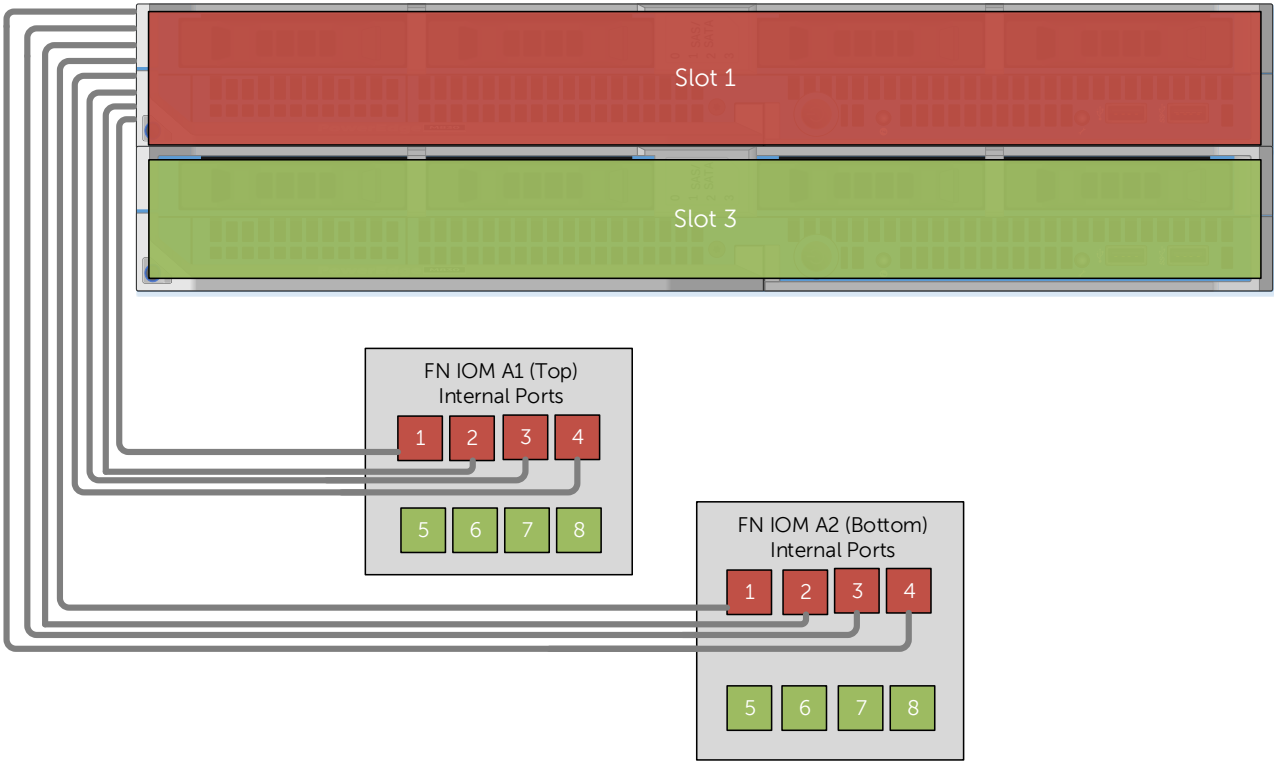 Slot 1
Slot 3
FN IOM A1 (Top)
Internal Ports
1 2 3 4
5 6 7 8
FN IOM A2 (Bottom)
Internal Ports
1 2 3 4
5 6 7 8